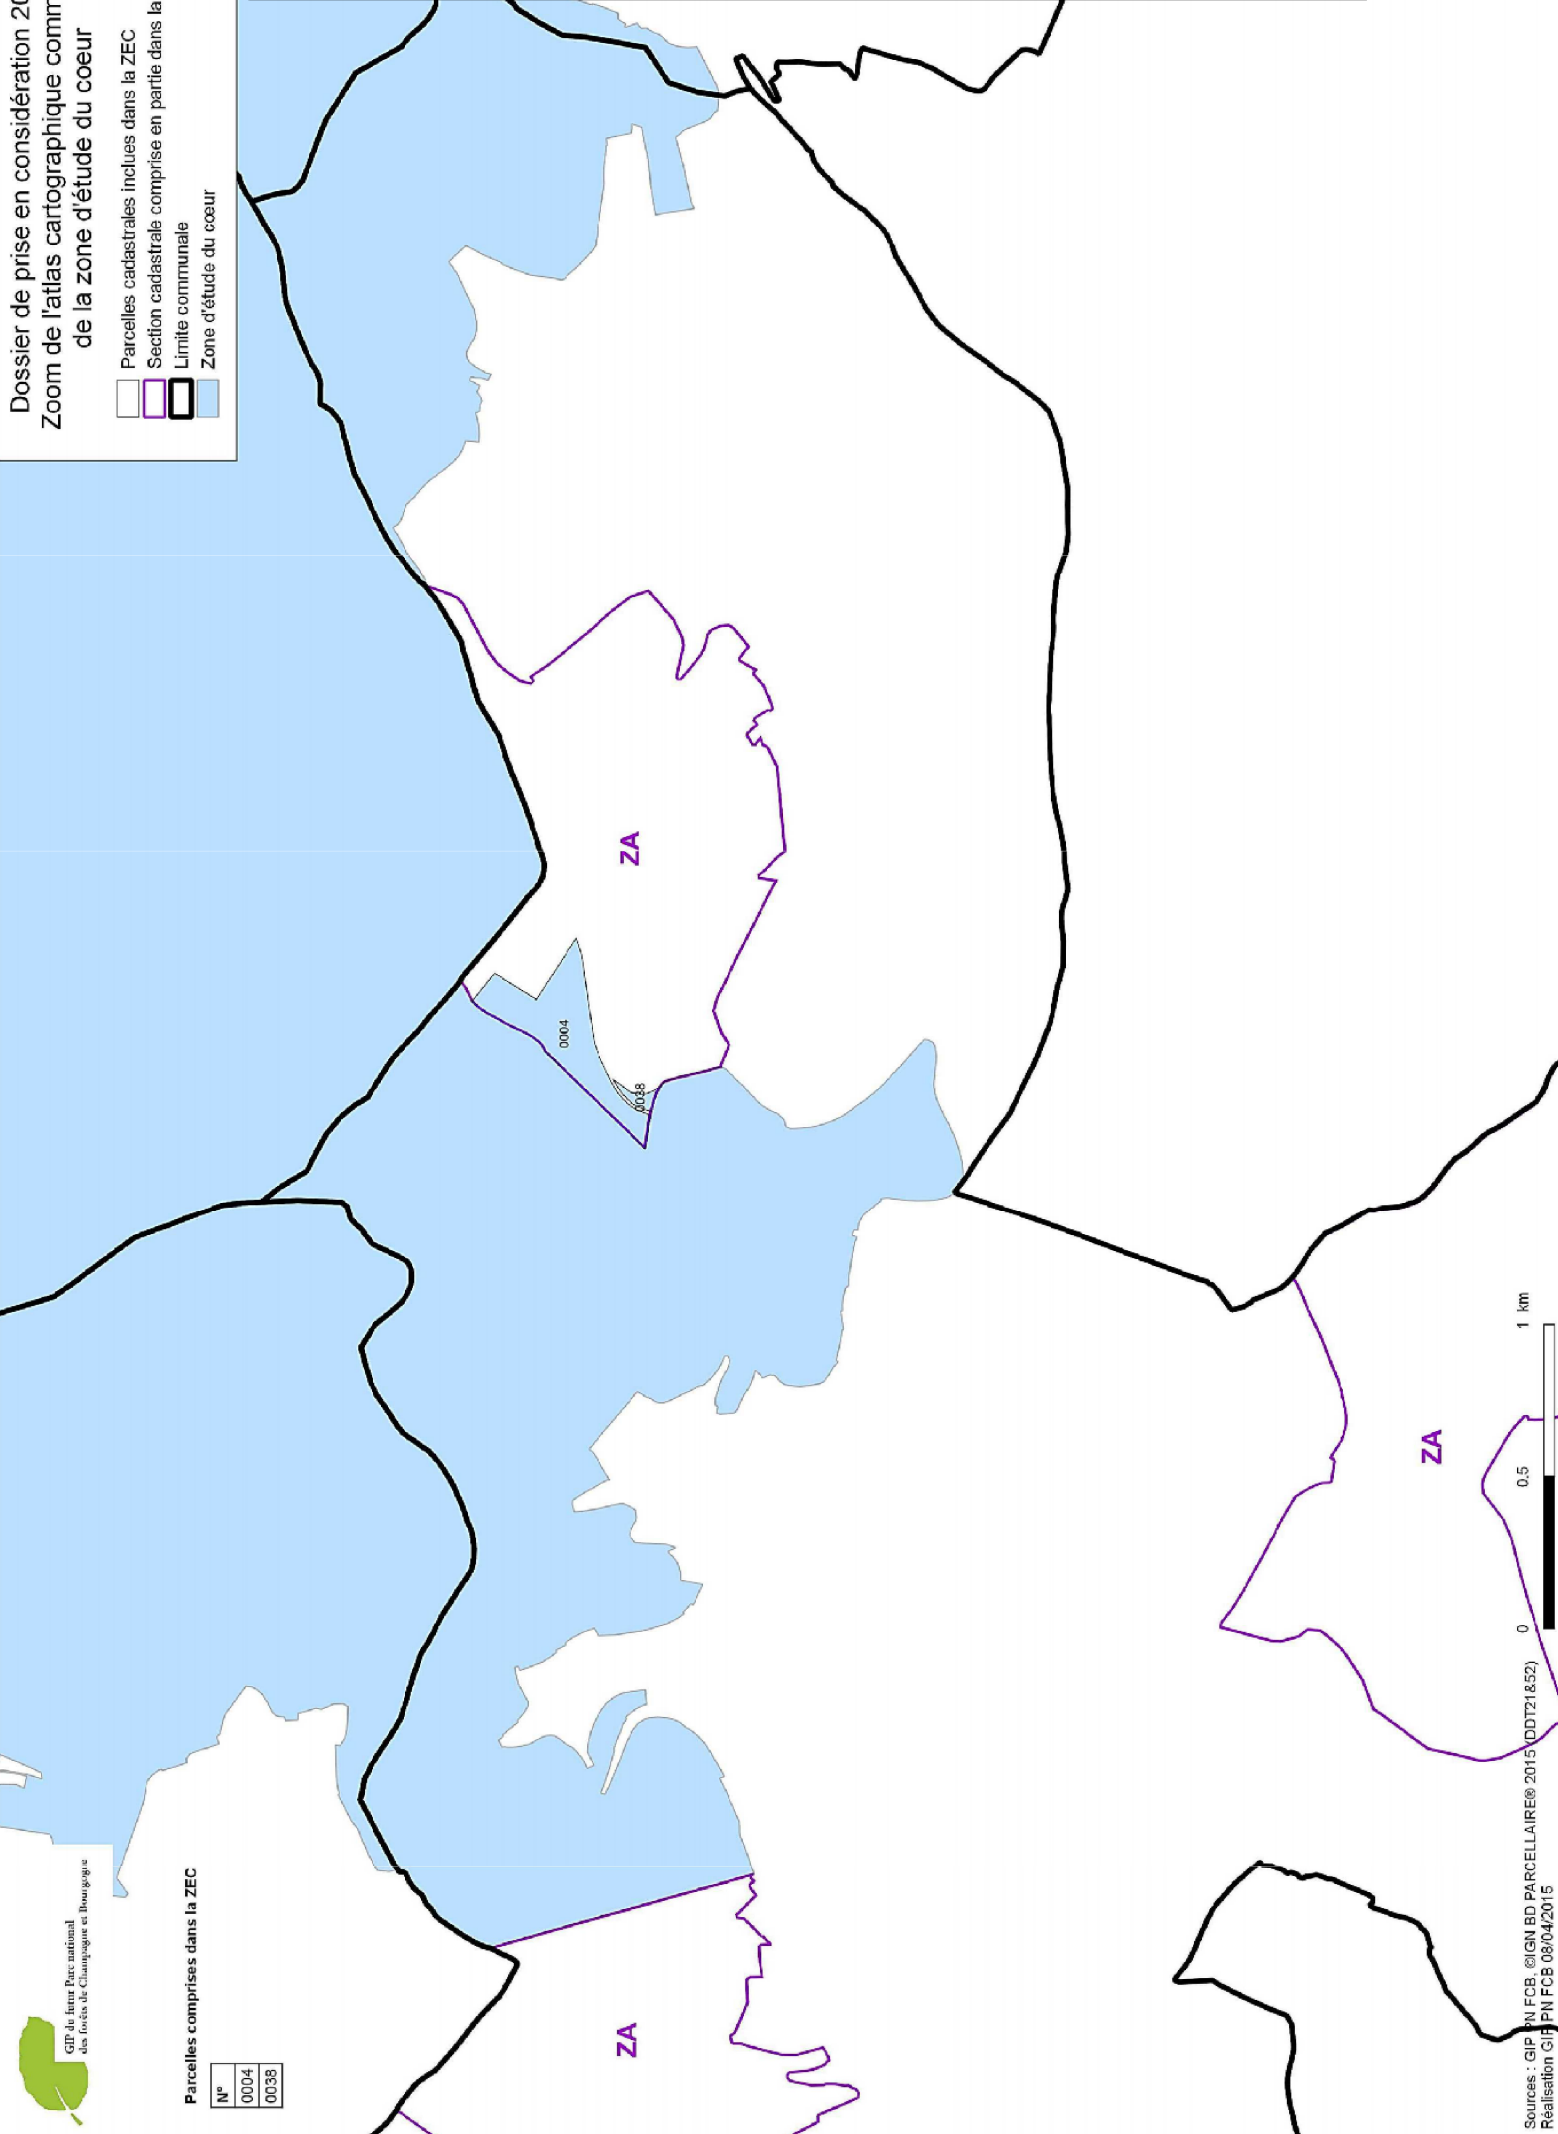 Dossier de prise en considération 20
Zoom de l'atlas cartographique comm
de la zone d'étude du coeur
Parcelles cadastrales inclues dans la ZEC
Section cadastrale comprise en partie dans la
Limite communale
Zone d'étude du cœur
GIP du futur Parc national
des forêts de Champagne et Bourgogne
Parcelles comprises dans la ZEC
N°
0004
0038
ZA
0004
0038
ZA
ZA
0 0.5 1 km
Sources : GIP PN FCB, ©IGN BD PARCELLAIRE® 2015 (DDT21&52)
Réalisation GIP PN FCB 08/04/2015